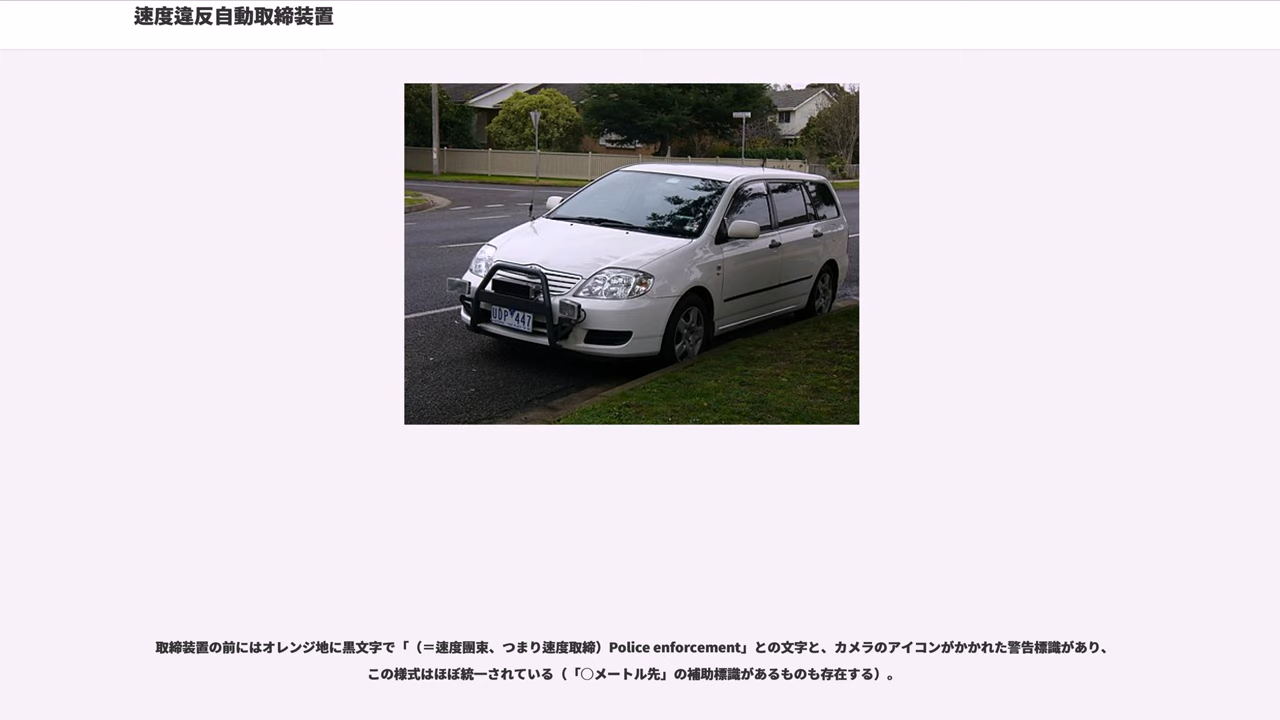 速度違反自動取締装置
UDP 447
取締装置の前にはオレンジ地に黒文字で「（＝速度團束、つまり速度取締）Police enforcement」との文字と、カメラのアイコンがかかれた警告標識があり、
この様式はほぼ統一されている（「○メートル先」の補助標識があるものも存在する）。